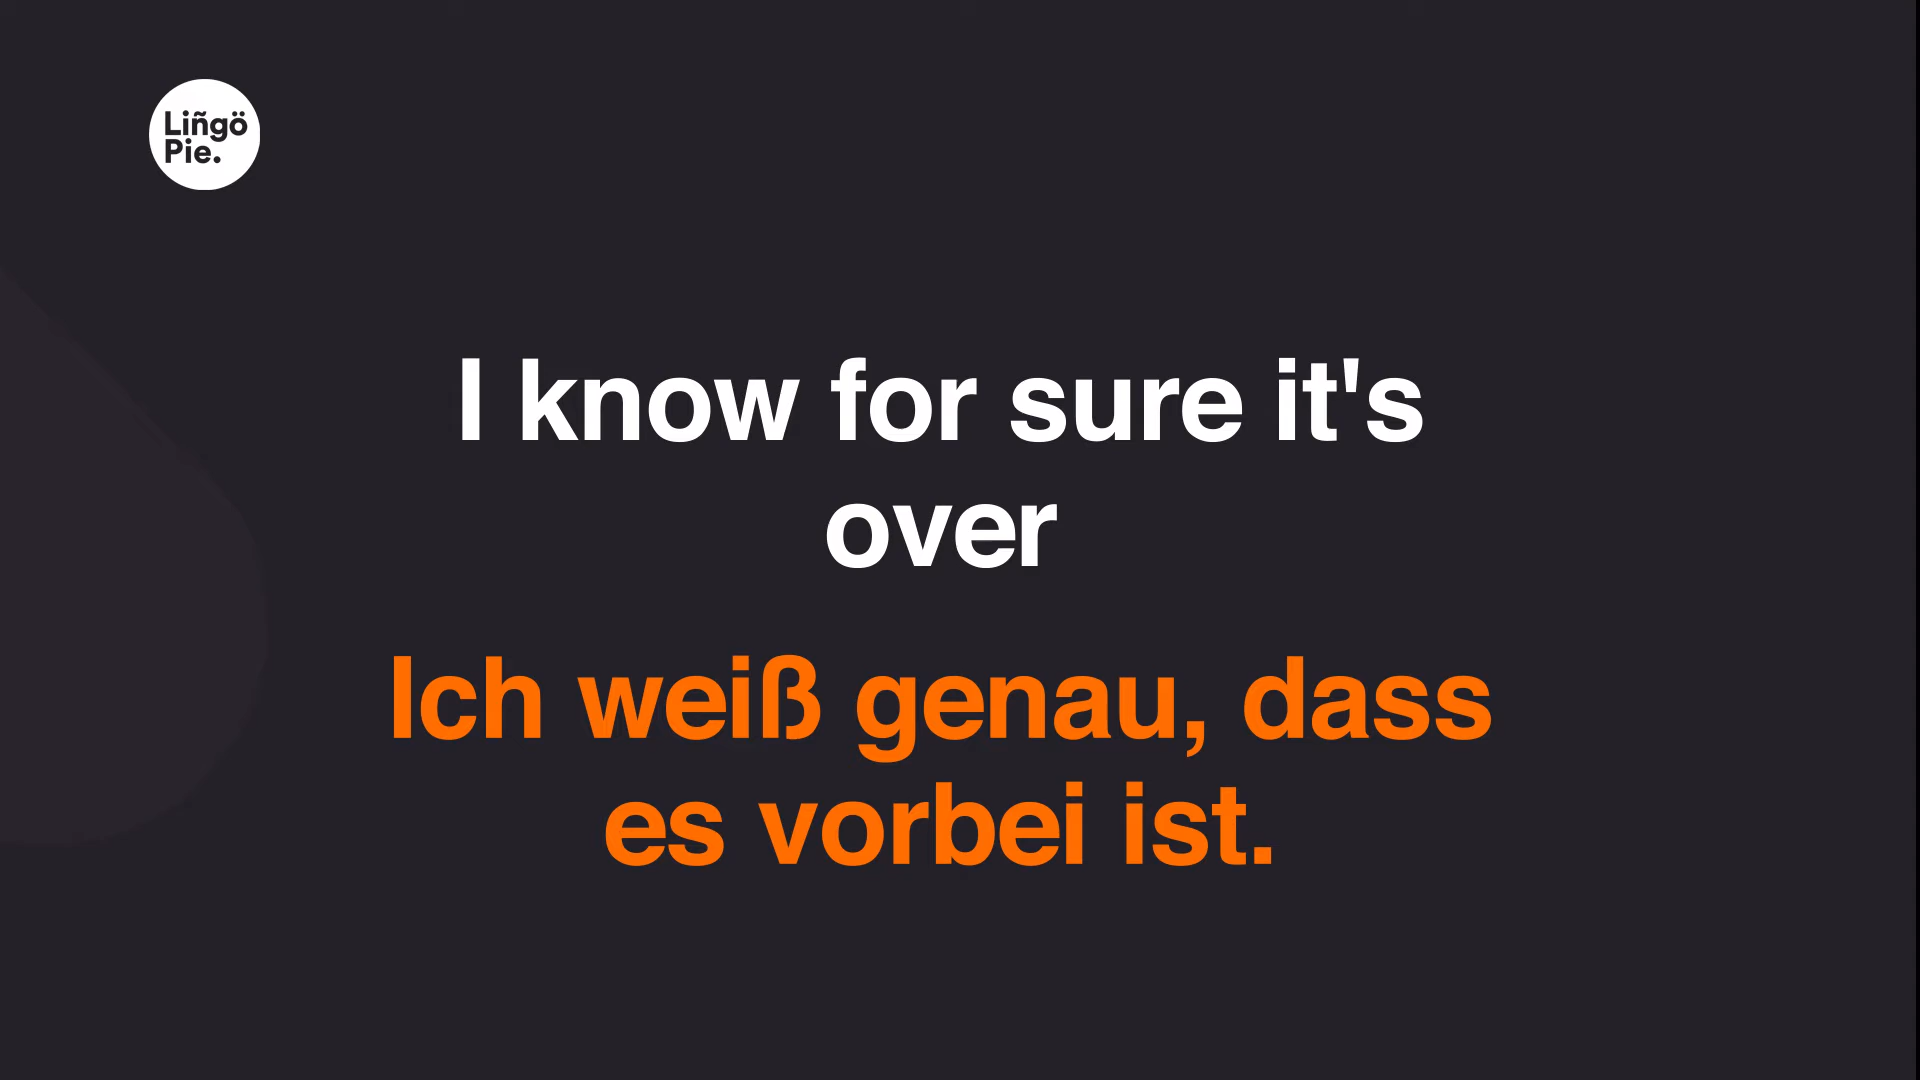 Liñgö
Pie.
I know for sure it's
over
Ich weiß genau, dass
es vorbei ist.